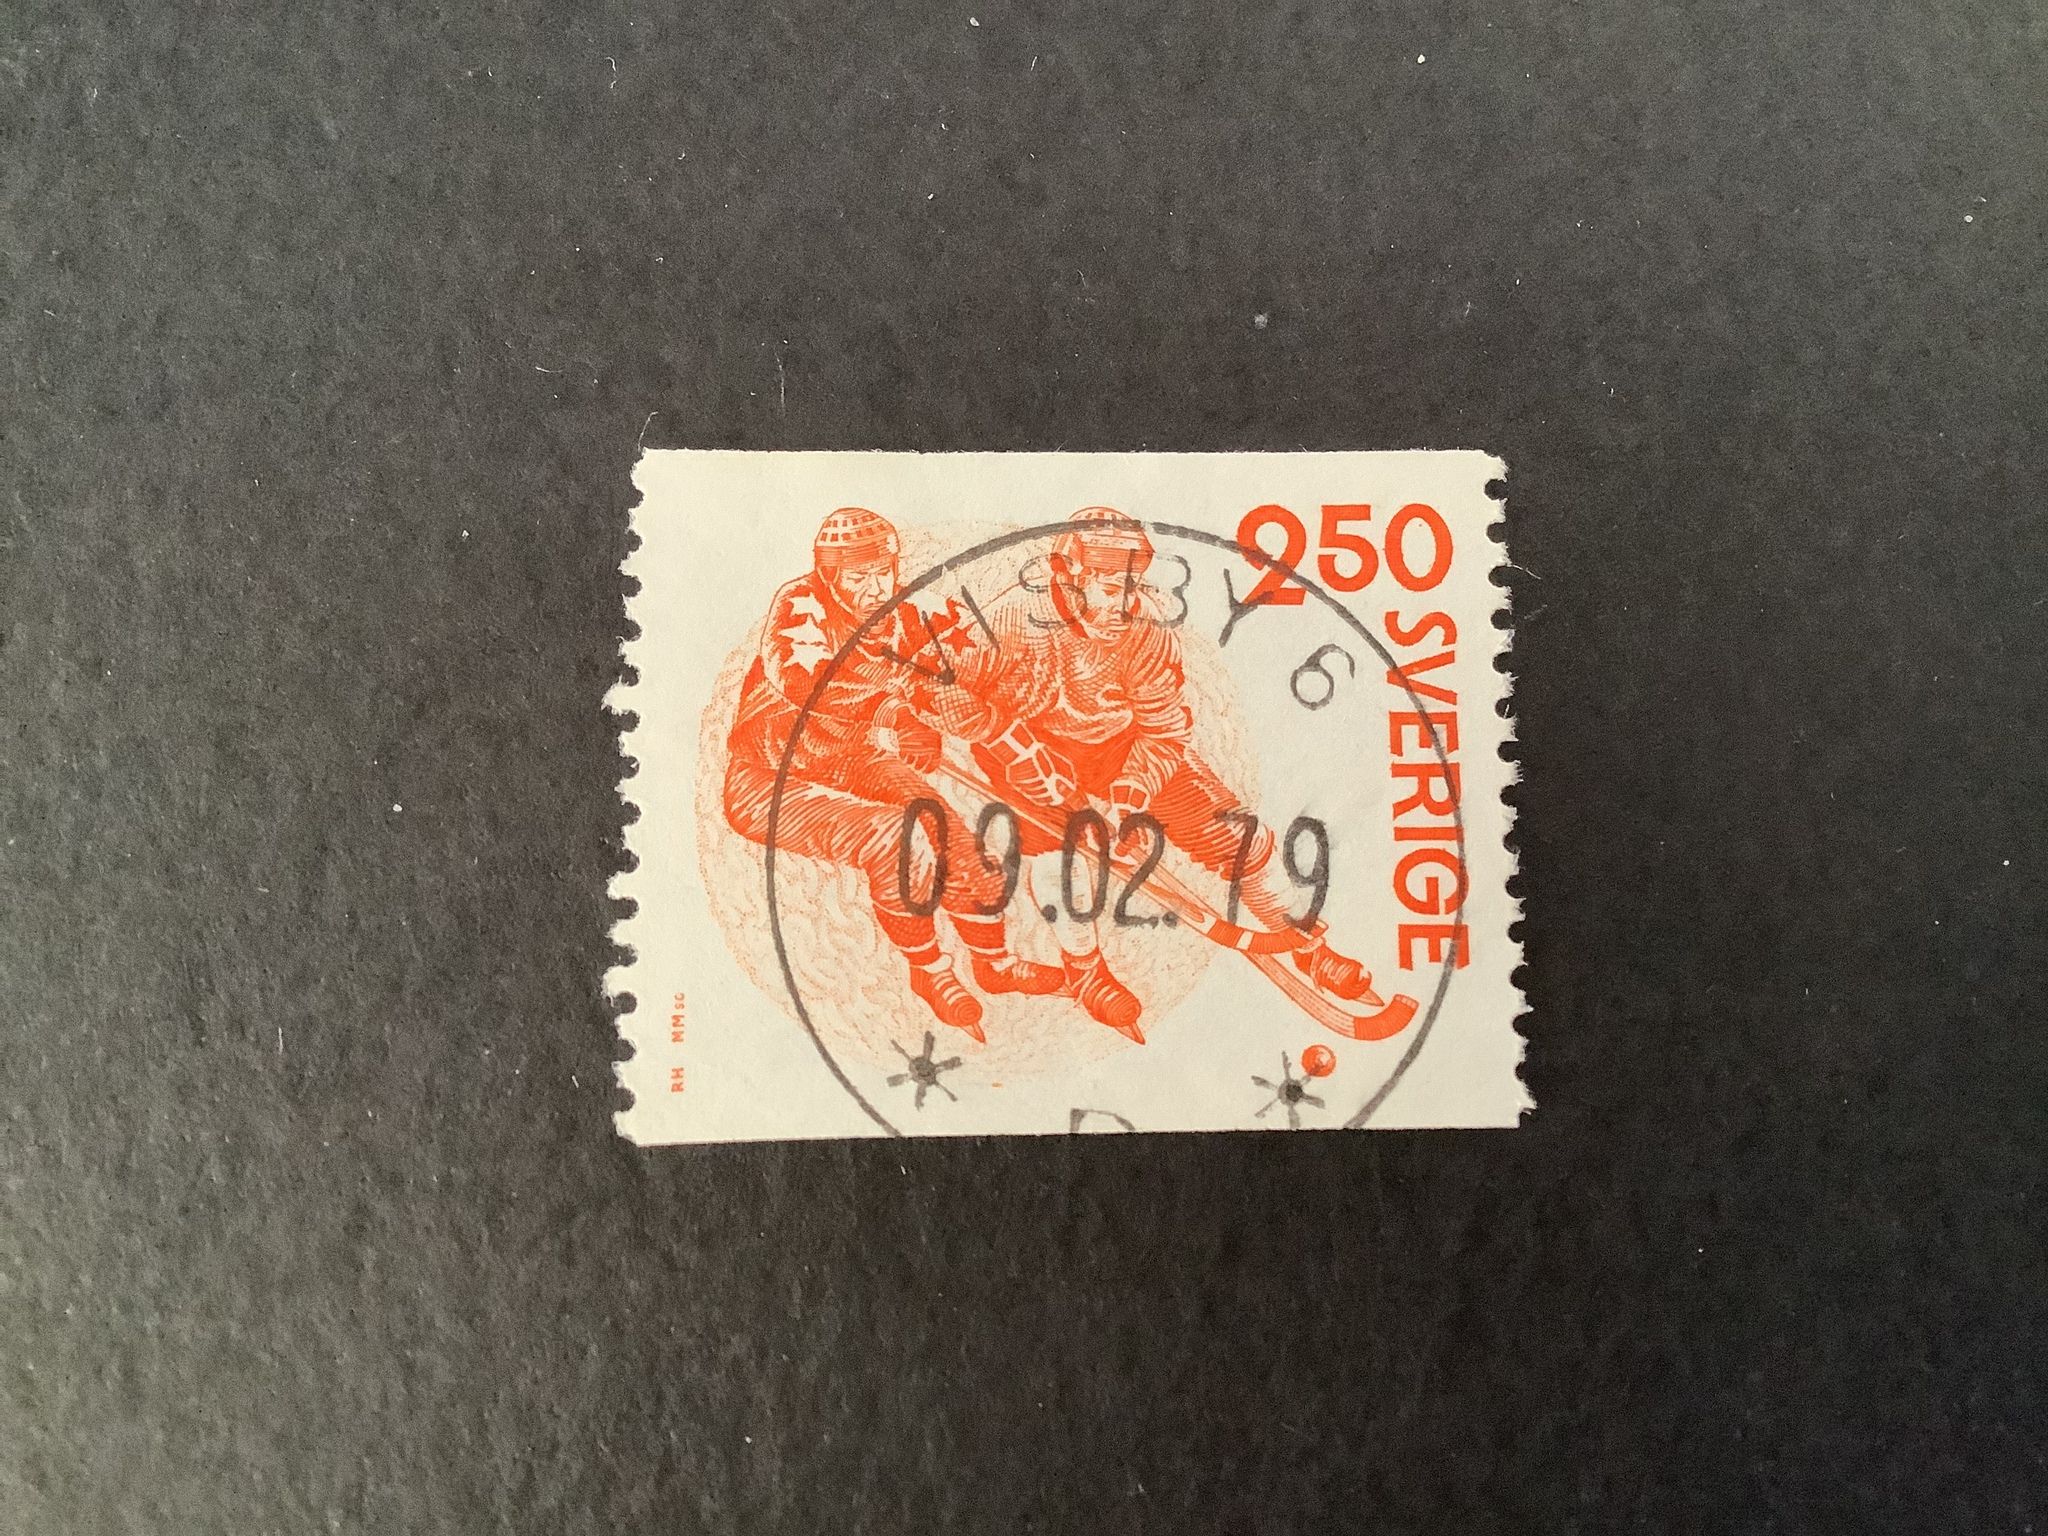 250
SVERIGE
VISBY 6
09.02.79
RH MMSC